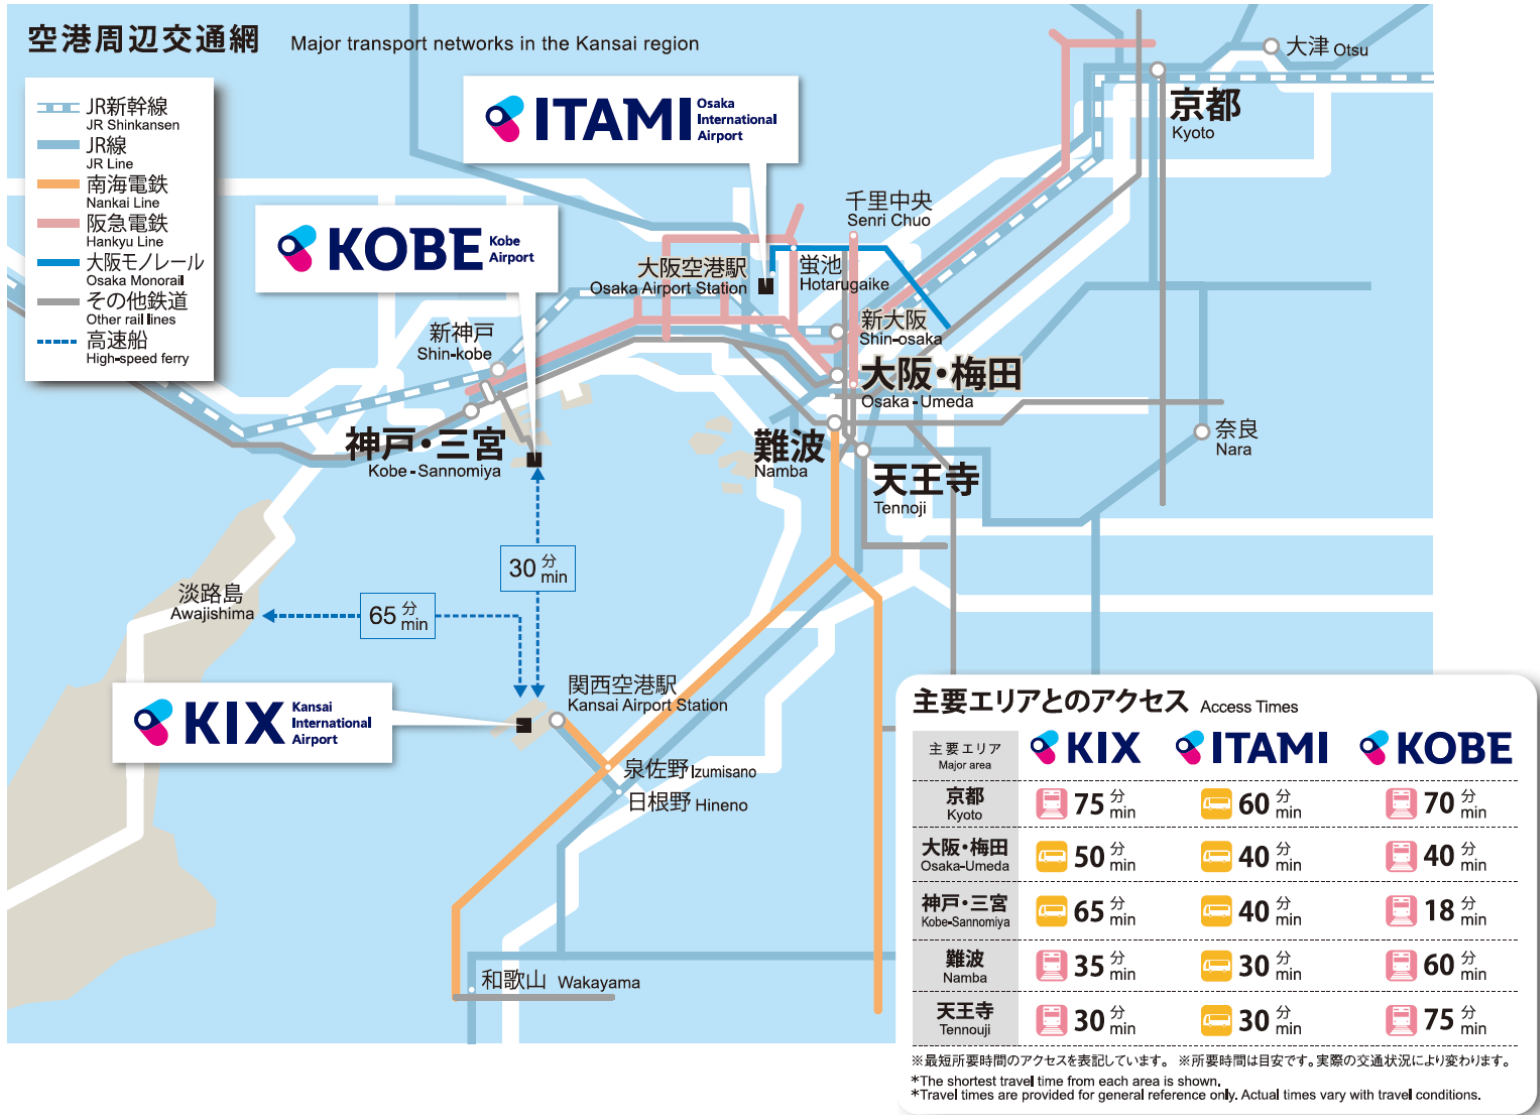 空港周辺交通網 Major transport networks in the Kansai region
JR新幹線
JR Shinkansen
JR線
JR Line
南海電鉄
Nankai Line
阪急電鉄
Hankyu Line
大阪モノレール
Osaka Monorail
その他鉄道
Other rail lines
高速船
High-speed ferry
ITAMI Osaka International Airport
KOBE Kobe Airport
大津 Otsu
京都
Kyoto
千里中央
Senri Chuo
大阪空港駅
Osaka Airport Station
蛍池
Hotarugaike
新神戸
Shin-kobe
新大阪
Shin-osaka
大阪・梅田
Osaka-Umeda
神戸・三宮
Kobe-Sannomiya
難波
Namba
奈良
Nara
天王寺
Tennoji
30 分 min
淡路島
Awajishima
65 分 min
KIX Kansai International Airport
関西空港駅
Kansai Airport Station
泉佐野 Izumisano
日根野 Hineno
和歌山 Wakayama
主要エリアとのアクセス Access Times
主要エリア Major area KIX ITAMI KOBE
京都 Kyoto 75 分 min 60 分 min 70 分 min
大阪・梅田 Osaka-Umeda 50 分 min 40 分 min 40 分 min
神戸・三宮 Kobe-Sannomiya 65 分 min 40 分 min 18 分 min
難波 Namba 35 分 min 30 分 min 60 分 min
天王寺 Tennouji 30 分 min 30 分 min 75 分 min
※最短所要時間のアクセスを表記しています。 ※所要時間は目安です。実際の交通状況により変わります。
*The shortest travel time from each area is shown.
*Travel times are provided for general reference only. Actual times vary with travel conditions.